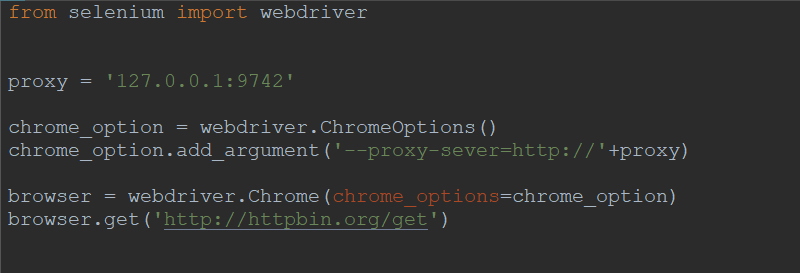 from selenium import webdriver
proxy = '127.0.0.1:9742'
chrome_option = webdriver.ChromeOptions()
chrome_option.add_argument('--proxy-sever=http://'+proxy)
browser = webdriver.Chrome(chrome_options=chrome_option)
browser.get('http://httpbin.org/get')